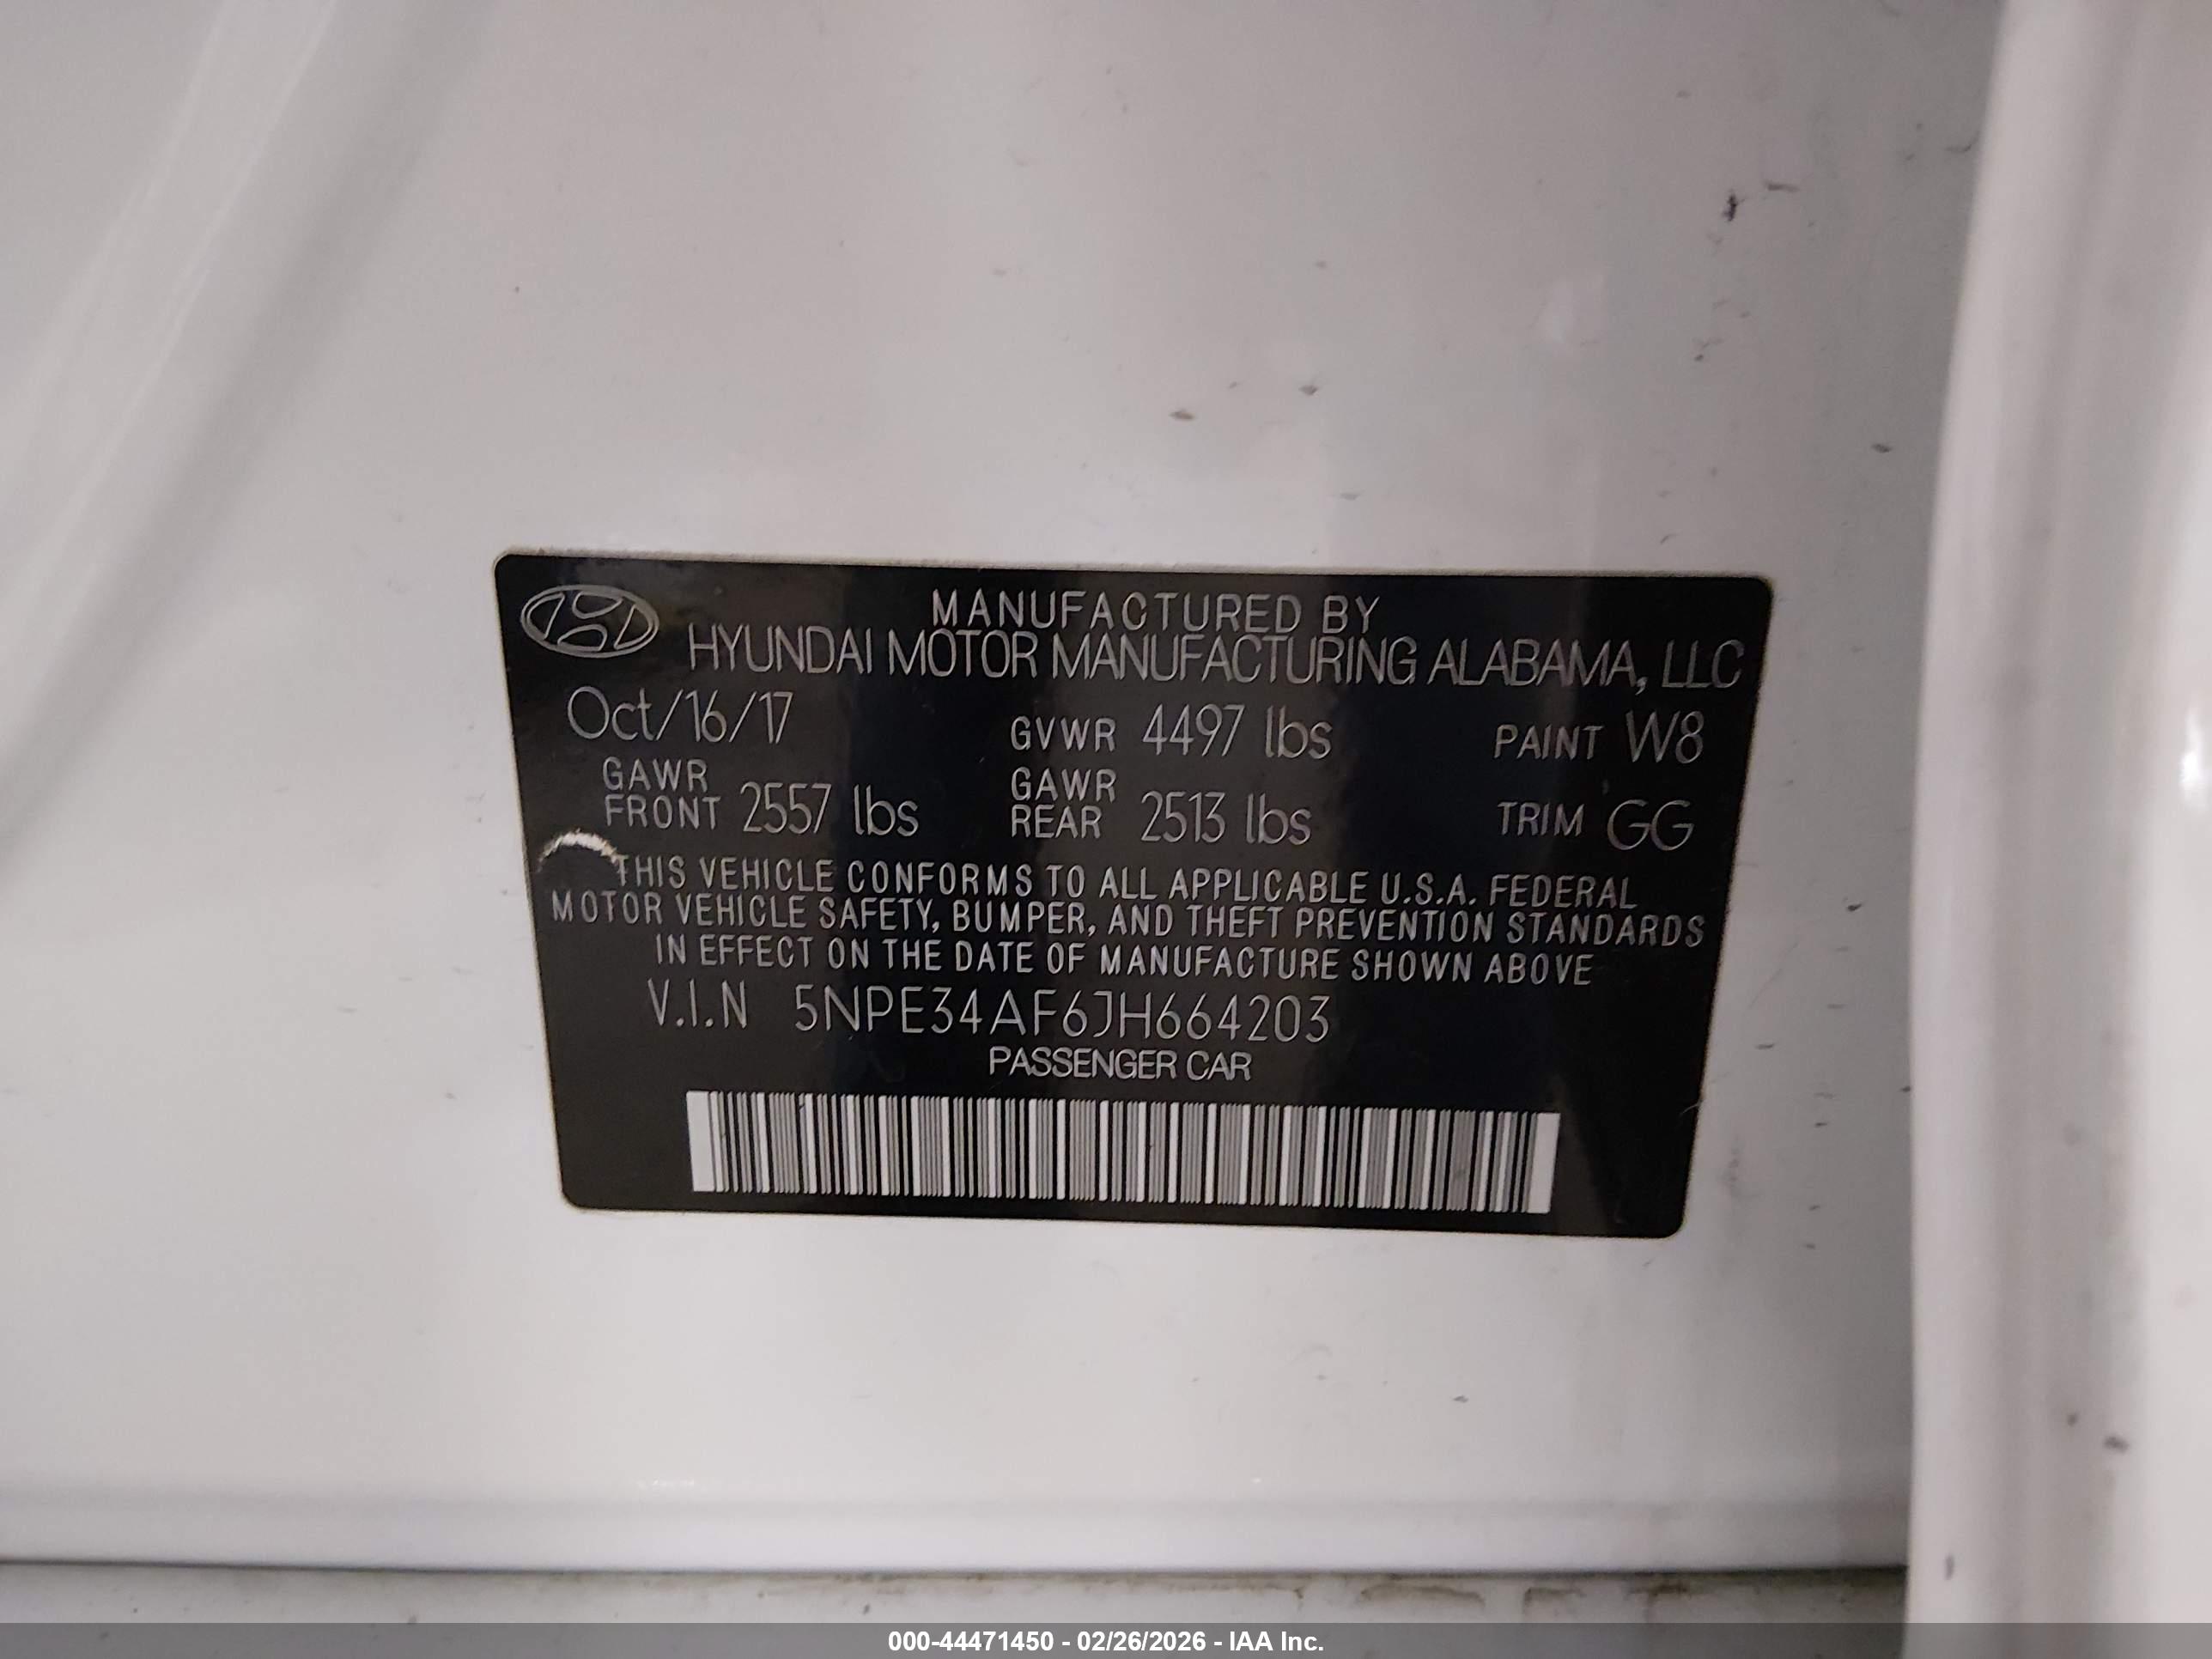 MANUFACTURED BY
HYUNDAI MOTOR MANUFACTURING ALABAMA, LLC
Oct/16/17 GVWR 4497 lbs PAINT W8
GAWR FRONT 2557 lbs GAWR REAR 2513 lbs TRIM GG
THIS VEHICLE CONFORMS TO ALL APPLICABLE U.S.A. FEDERAL
MOTOR VEHICLE SAFETY, BUMPER, AND THEFT PREVENTION STANDARDS
IN EFFECT ON THE DATE OF MANUFACTURE SHOWN ABOVE
V.I.N 5NPE34AF6JH664203
PASSENGER CAR
000-44471450 - 02/26/2026 - IAA Inc.